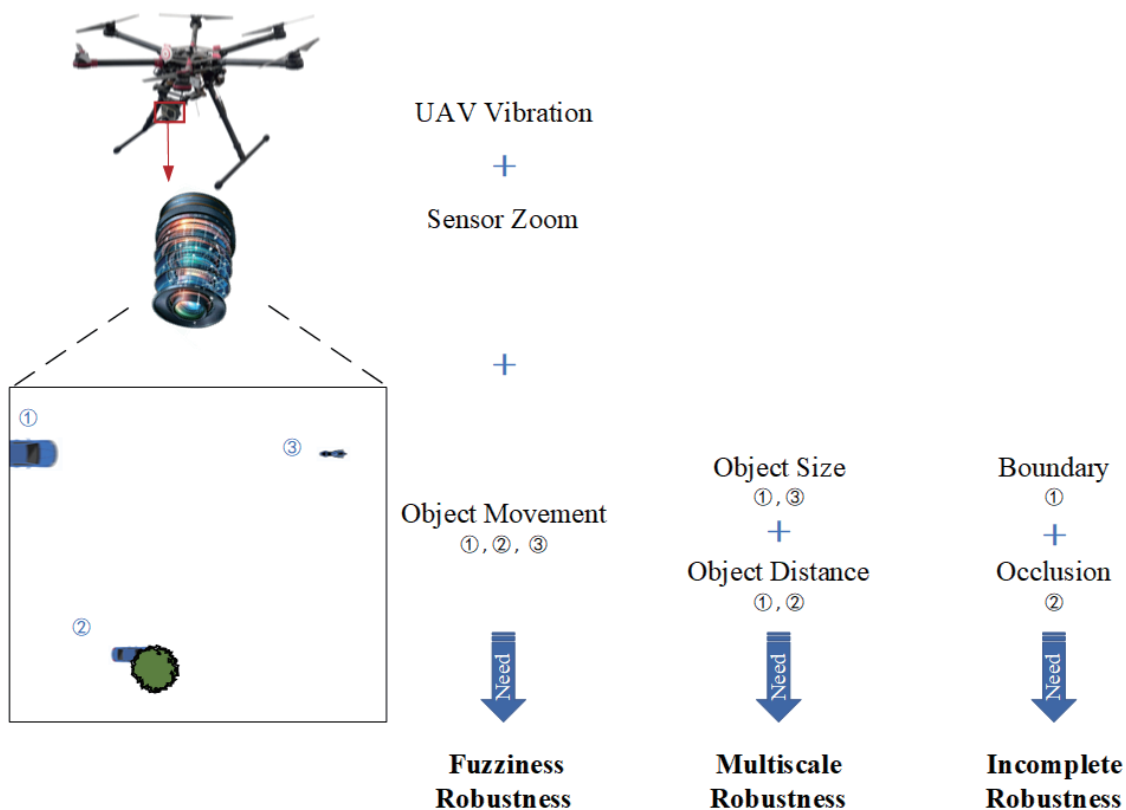 UAV Vibration
+
Sensor Zoom
+
①
③
②
Object Movement
①, ②, ③
Object Size
①, ③
+
Object Distance
①, ②
Boundary
①
+
Occlusion
②
Need
Need
Need
Fuzziness
Robustness
Multiscale
Robustness
Incomplete
Robustness